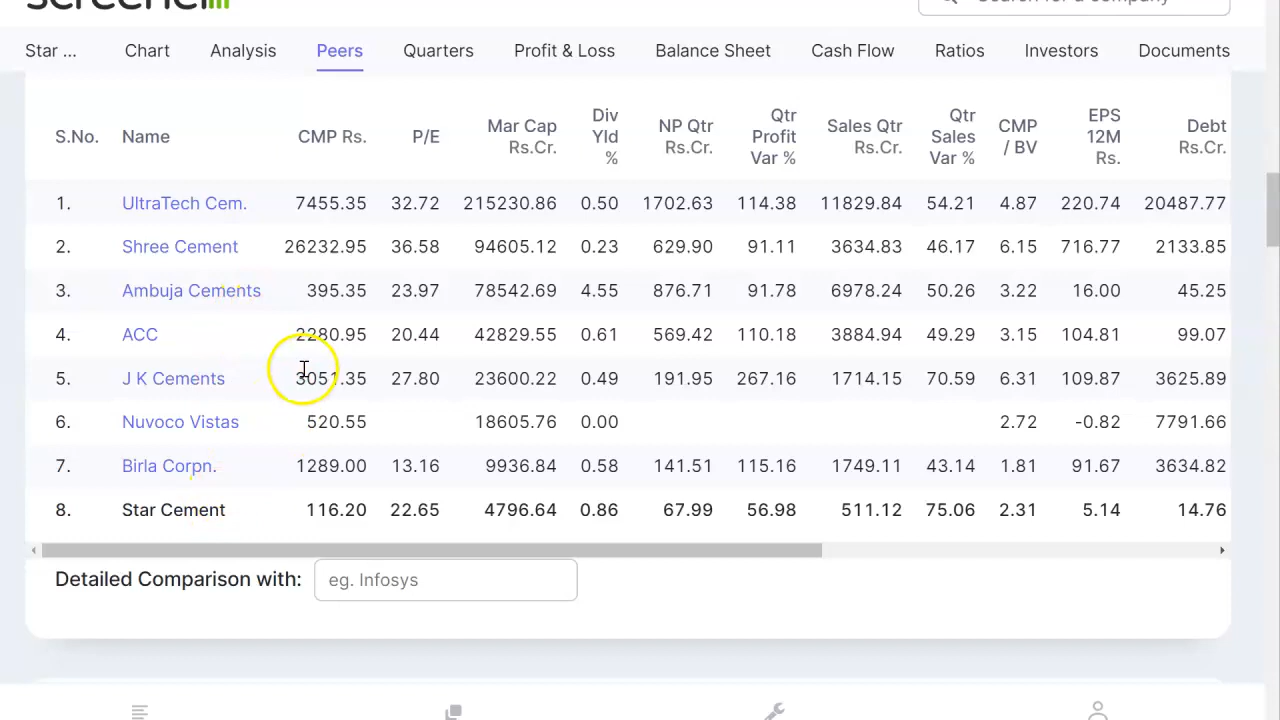 screener
Search for a company
Star ... Chart Analysis Peers Quarters Profit & Loss Balance Sheet Cash Flow Ratios Investors Documents
S.No. Name CMP Rs. P/E Mar Cap Rs.Cr. Div Yld % NP Qtr Rs.Cr. Qtr Profit Var % Sales Qtr Rs.Cr. Qtr Sales Var % CMP / BV EPS 12M Rs. Debt Rs.Cr.
1. UltraTech Cem. 7455.35 32.72 215230.86 0.50 1702.63 114.38 11829.84 54.21 4.87 220.74 20487.77
2. Shree Cement 26232.95 36.58 94605.12 0.23 629.90 91.11 3634.83 46.17 6.15 716.77 2133.85
3. Ambuja Cements 395.35 23.97 78542.69 4.55 876.71 91.78 6978.24 50.26 3.22 16.00 45.25
4. ACC 2280.95 20.44 42829.55 0.61 569.42 110.18 3884.94 49.29 3.15 104.81 99.07
5. J K Cements 3051.35 27.80 23600.22 0.49 191.95 267.16 1714.15 70.59 6.31 109.87 3625.89
6. Nuvoco Vistas 520.55 18605.76 0.00 2.72 -0.82 7791.66
7. Birla Corpn. 1289.00 13.16 9936.84 0.58 141.51 115.16 1749.11 43.14 1.81 91.67 3634.82
8. Star Cement 116.20 22.65 4796.64 0.86 67.99 56.98 511.12 75.06 2.31 5.14 14.76
Detailed Comparison with: eg. Infosys